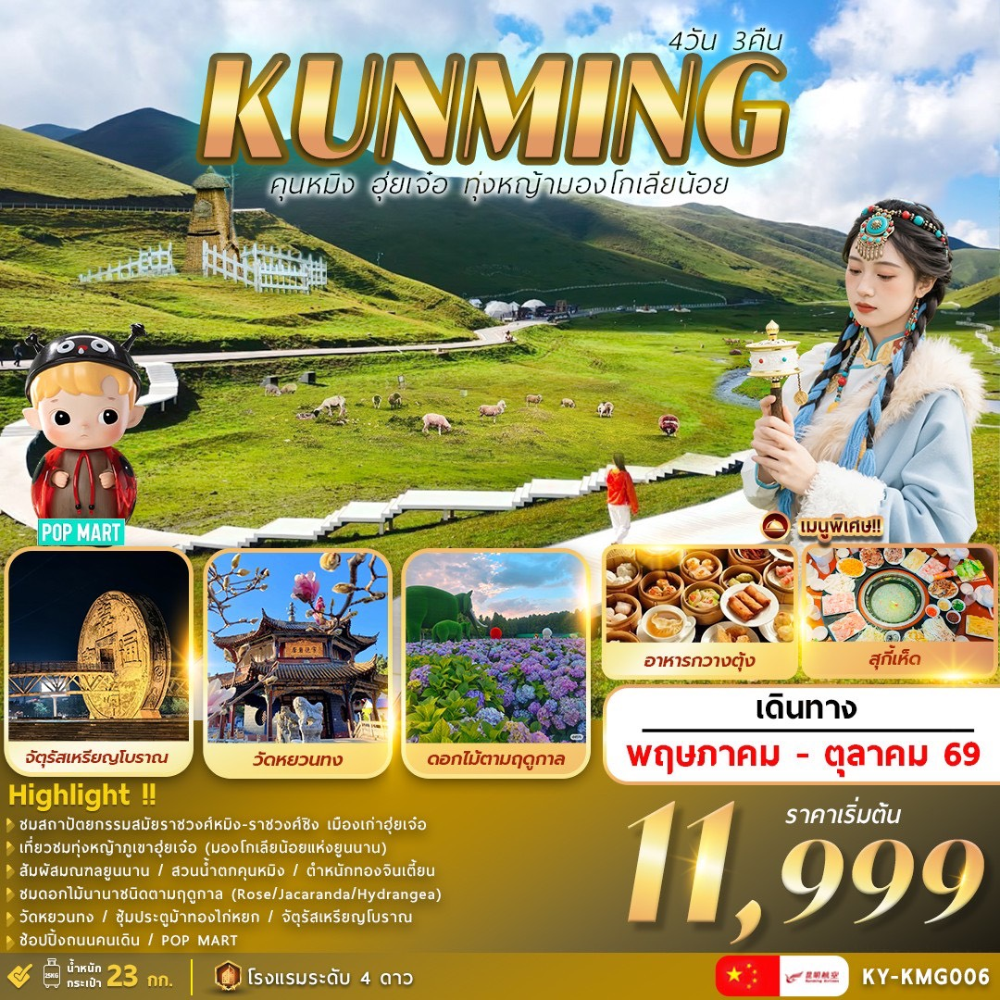 4วัน 3คืน
KUNMING
คุนหมิง ฮุ่ยเจ๋อ ทุ่งหญ้ามองโกเลียน้อย
POP MART
เมนูพิเศษ!!
อาหารกวางตุ้ง
สุกี้เห็ด
จัตุรัสเหรียญโบราณ
วัดหยวนทง
ดอกไม้ตามฤดูกาล
เดินทาง
พฤษภาคม - ตุลาคม 69
Highlight !!
ชมสถาปัตยกรรมสมัยราชวงศ์หมิง-ราชวงศ์ชิง เมืองเก่าฮุ่ยเจ๋อ
เที่ยวชมทุ่งหญ้าภูเขาฮุ่ยเจ๋อ (มองโกเลียน้อยแห่งยูนนาน)
สัมผัสมณฑลยูนนาน / สวนน้ำตกคุนหมิง / ตำหนักทองจินเตี้ยน
ชมดอกไม้นานาชนิดตามฤดูกาล (Rose/Jacaranda/Hydrangea)
วัดหยวนทง / ซุ้มประตูม้าทองไก่หยก / จัตุรัสเหรียญโบราณ
ช้อปปิ้งถนนคนเดิน / POP MART
ราคาเริ่มต้น
11,999
25KG
น้ำหนัก
กระเป๋า 23 กก.
โรงแรมระดับ 4 ดาว
昆明航空
Kunming Airlines
KY-KMG006